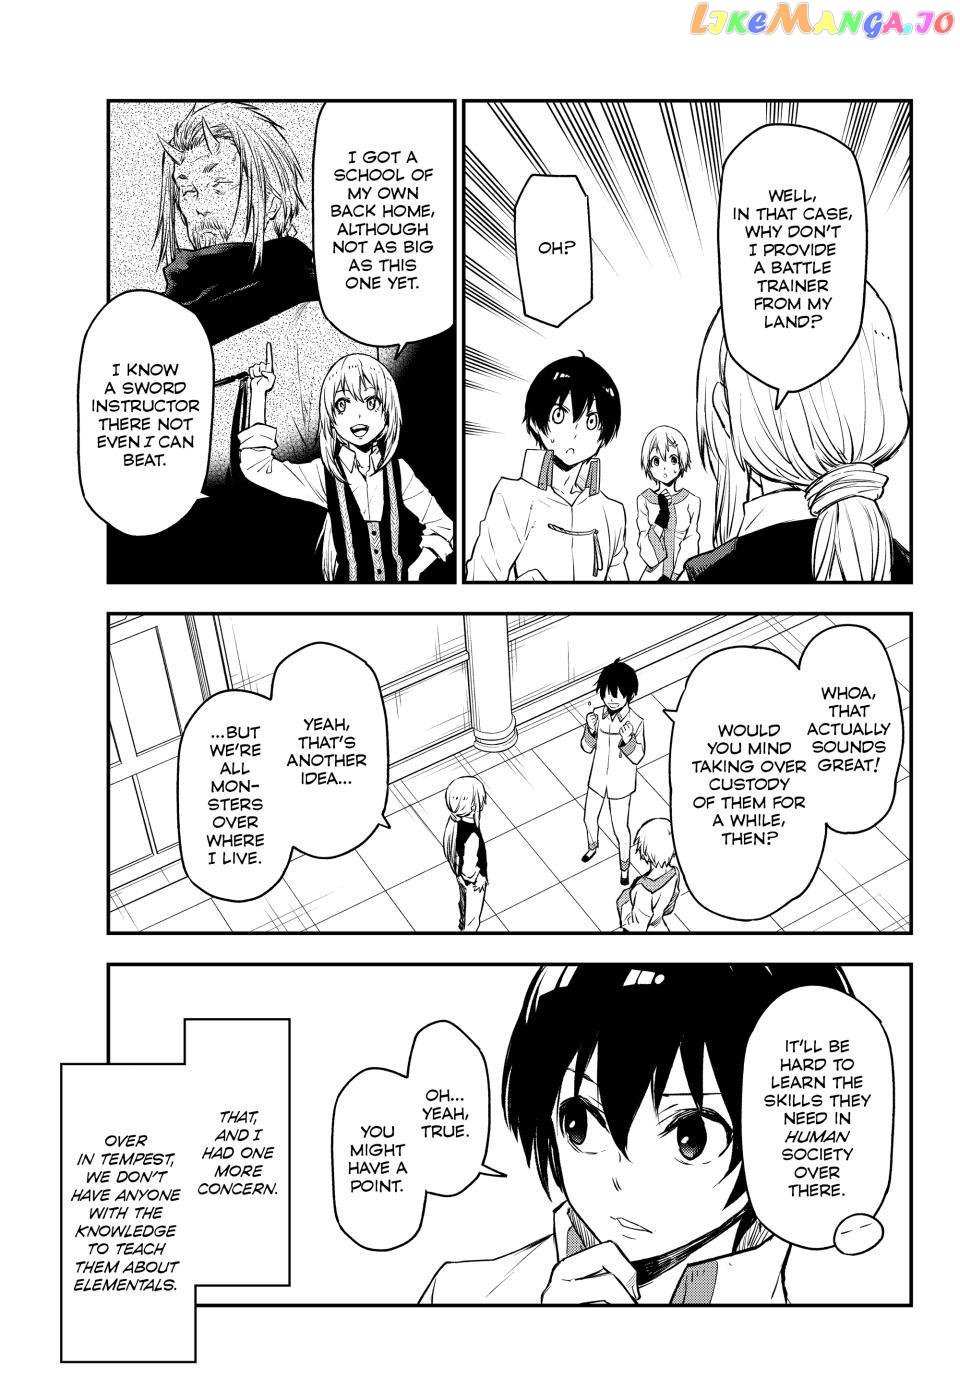 LIKEMANGA.IO
WELL,
IN THAT CASE,
WHY DON'T
I PROVIDE
A BATTLE
TRAINER
FROM MY
LAND?
OH?
I GOT A
SCHOOL OF
MY OWN
BACK HOME,
ALTHOUGH
NOT AS BIG
AS THIS
ONE YET.
I KNOW
A SWORD
INSTRUCTOR
THERE NOT
EVEN I CAN
BEAT.
WHOA,
THAT
ACTUALLY
SOUNDS
GREAT!
WOULD
YOU MIND
TAKING OVER
CUSTODY
OF THEM FOR
A WHILE,
THEN?
YEAH,
THAT'S
ANOTHER
IDEA...
...BUT
WE'RE
ALL
MON-
STERS
OVER
WHERE
I LIVE.
IT'LL BE
HARD TO
LEARN THE
SKILLS THEY
NEED IN
HUMAN
SOCIETY
OVER
THERE.
OH...
YEAH,
TRUE.
YOU
MIGHT
HAVE A
POINT.
THAT,
AND I
HAD ONE
MORE
CONCERN.
OVER
IN TEMPEST,
WE DON'T
HAVE ANYONE
WITH THE
KNOWLEDGE
TO TEACH
THEM ABOUT
ELEMENTALS.